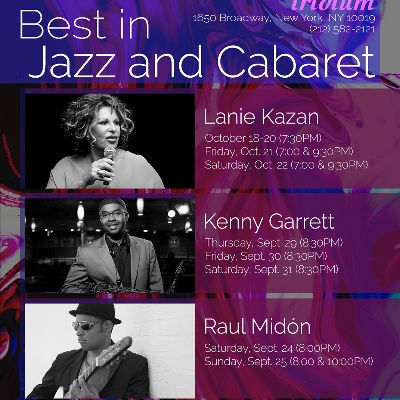 Iridium
1650 Broadway, New York, NY 10019
(212) 582-2121
Best in
Jazz and Cabaret
Lanie Kazan
October 18-20 (7:30PM)
Friday, Oct. 21 (7:00 & 9:30PM)
Saturday, Oct. 22 (7:00 & 9:30PM)
Kenny Garrett
Thursday, Sept. 29 (8:30PM)
Friday, Sept. 30 (8:30PM)
Saturday, Sept. 31 (8:30PM)
Raul Midón
Saturday, Sept. 24 (8:00PM)
Sunday, Sept. 25 (8:00 & 10:00PM)